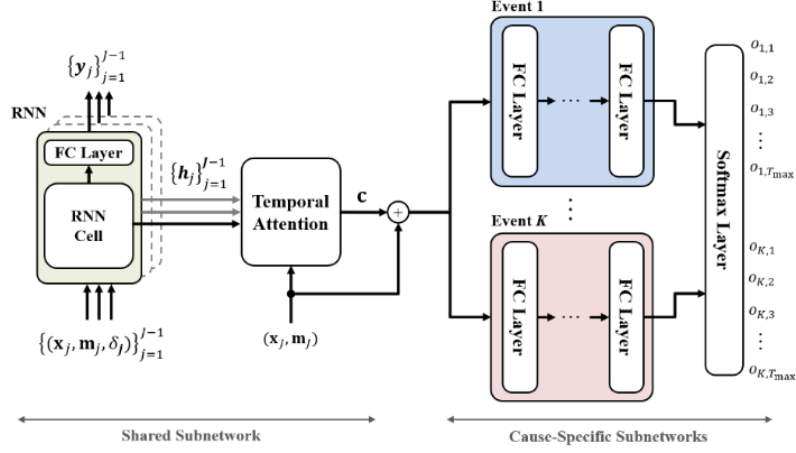 Event 1
{y_j}_{j=1}^{J-1}
RNN
FC Layer
RNN
Cell
{h_j}_{j=1}^{J-1}
Temporal
Attention
c
+
FC Layer
...
FC Layer
⋮
Event K
FC Layer
...
FC Layer
Softmax Layer
o_{1,1}
o_{1,2}
o_{1,3}
⋮
o_{1,T_max}
o_{K,1}
o_{K,2}
o_{K,3}
⋮
o_{K,T_max}
{(x_j, m_j, δ_j)}_{j=1}^{J-1}
(x_J, m_J)
Shared Subnetwork
Cause-Specific Subnetworks